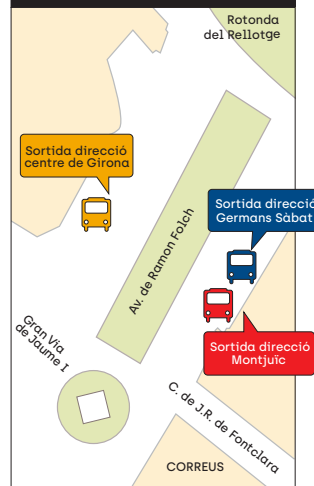 Rotonda
del Rellotge
Sortida direcció
centre de Girona
Sortida direcció
Germans Sàbat
Av. de Ramon Folch
Sortida direcció
Montjuïc
Gran Via
de Jaume I
C. de J.R. de Fontclara
CORREUS